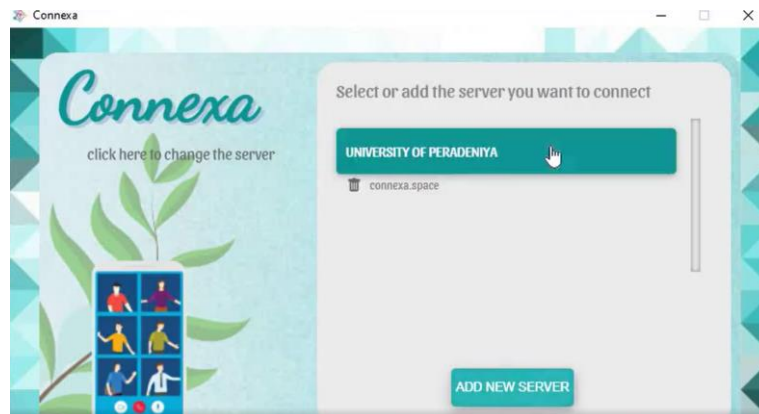 Connexa
Connexa
click here to change the server
Select or add the server you want to connect
UNIVERSITY OF PERADENIYA
connexa.space
ADD NEW SERVER